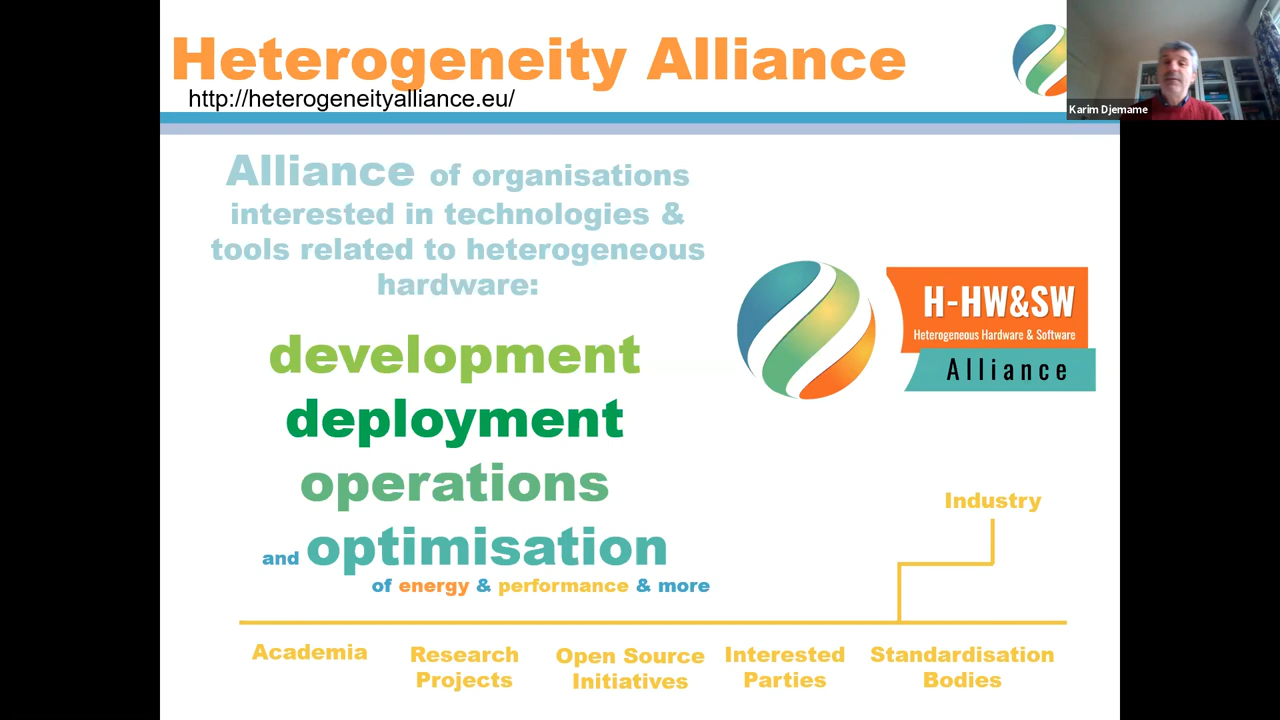 Heterogeneity Alliance
http://heterogeneityalliance.eu/
Karim Djemame
Alliance of organisations
interested in technologies &
tools related to heterogeneous
hardware:
development
deployment
operations
and optimisation
of energy & performance & more
H-HW&SW
Heterogeneous Hardware & Software
Alliance
Industry
Academia
Research
Projects
Open Source
Initiatives
Interested
Parties
Standardisation
Bodies